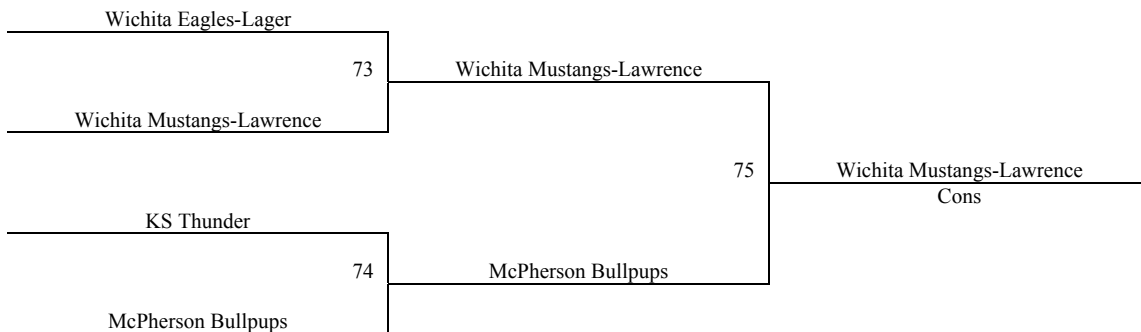 Wichita Eagles-Lager
73
Wichita Mustangs-Lawrence
Wichita Mustangs-Lawrence
75
Wichita Mustangs-Lawrence
Cons
KS Thunder
74
McPherson Bullpups
McPherson Bullpups